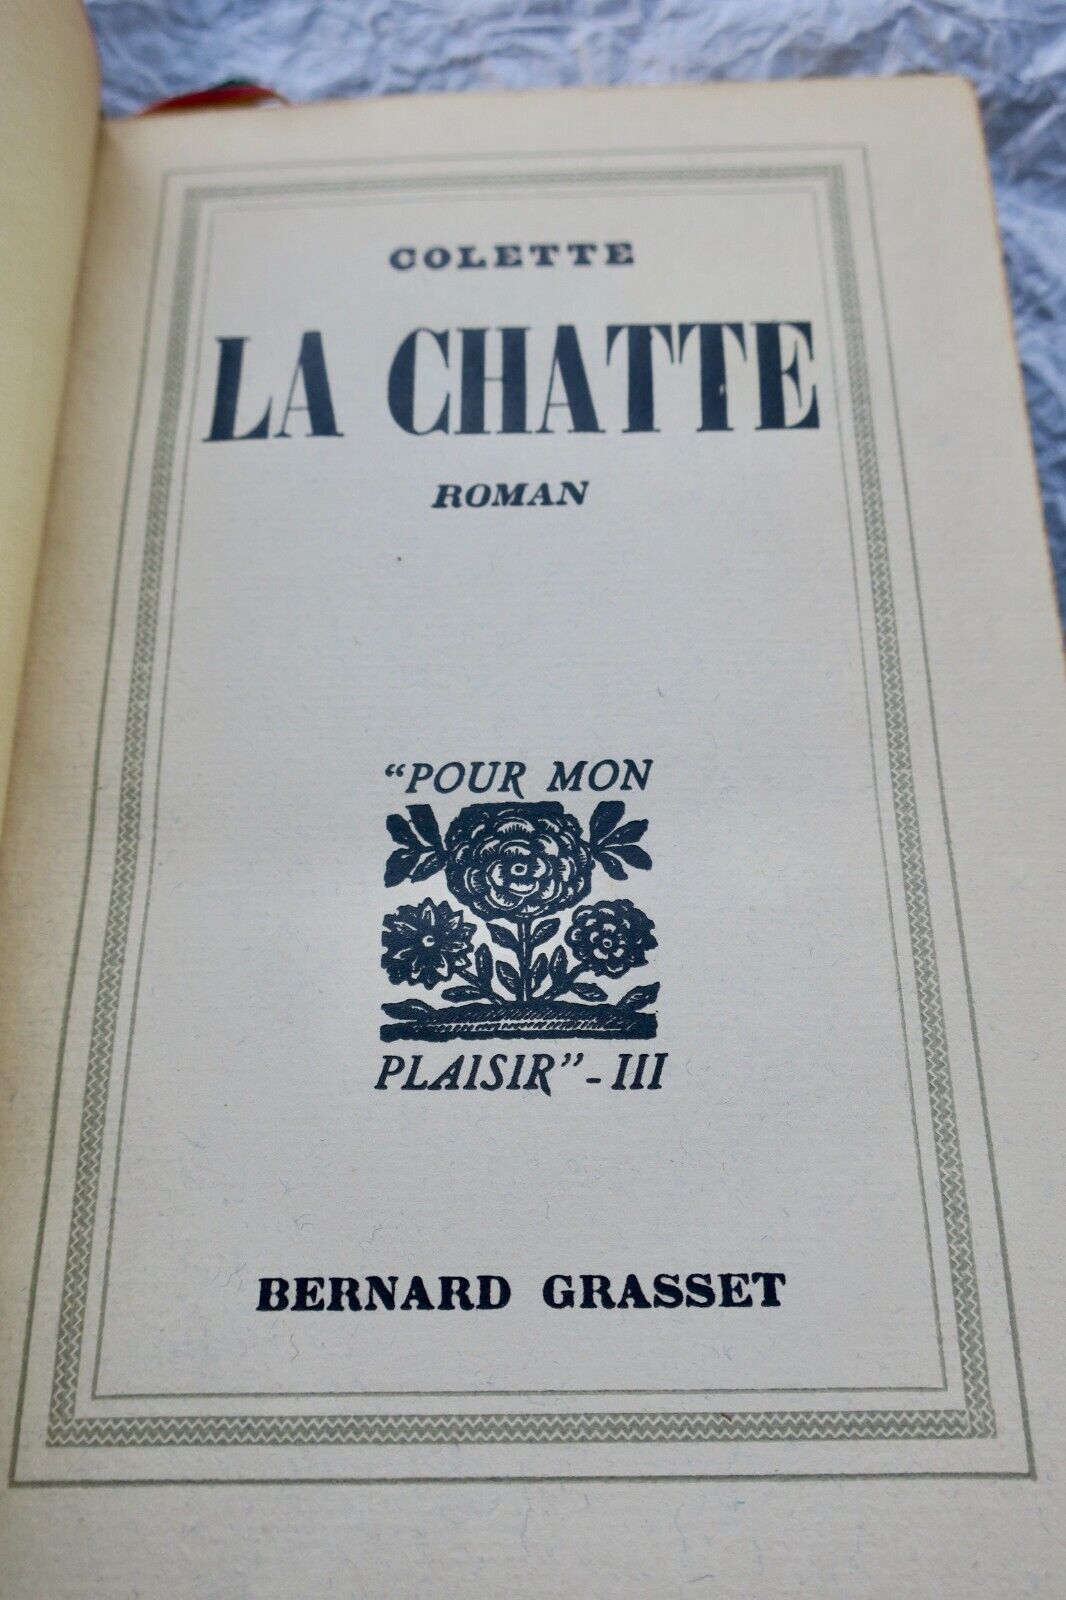 COLETTE
LA CHATTE
ROMAN
“POUR MON
PLAISIR” - III
BERNARD GRASSET